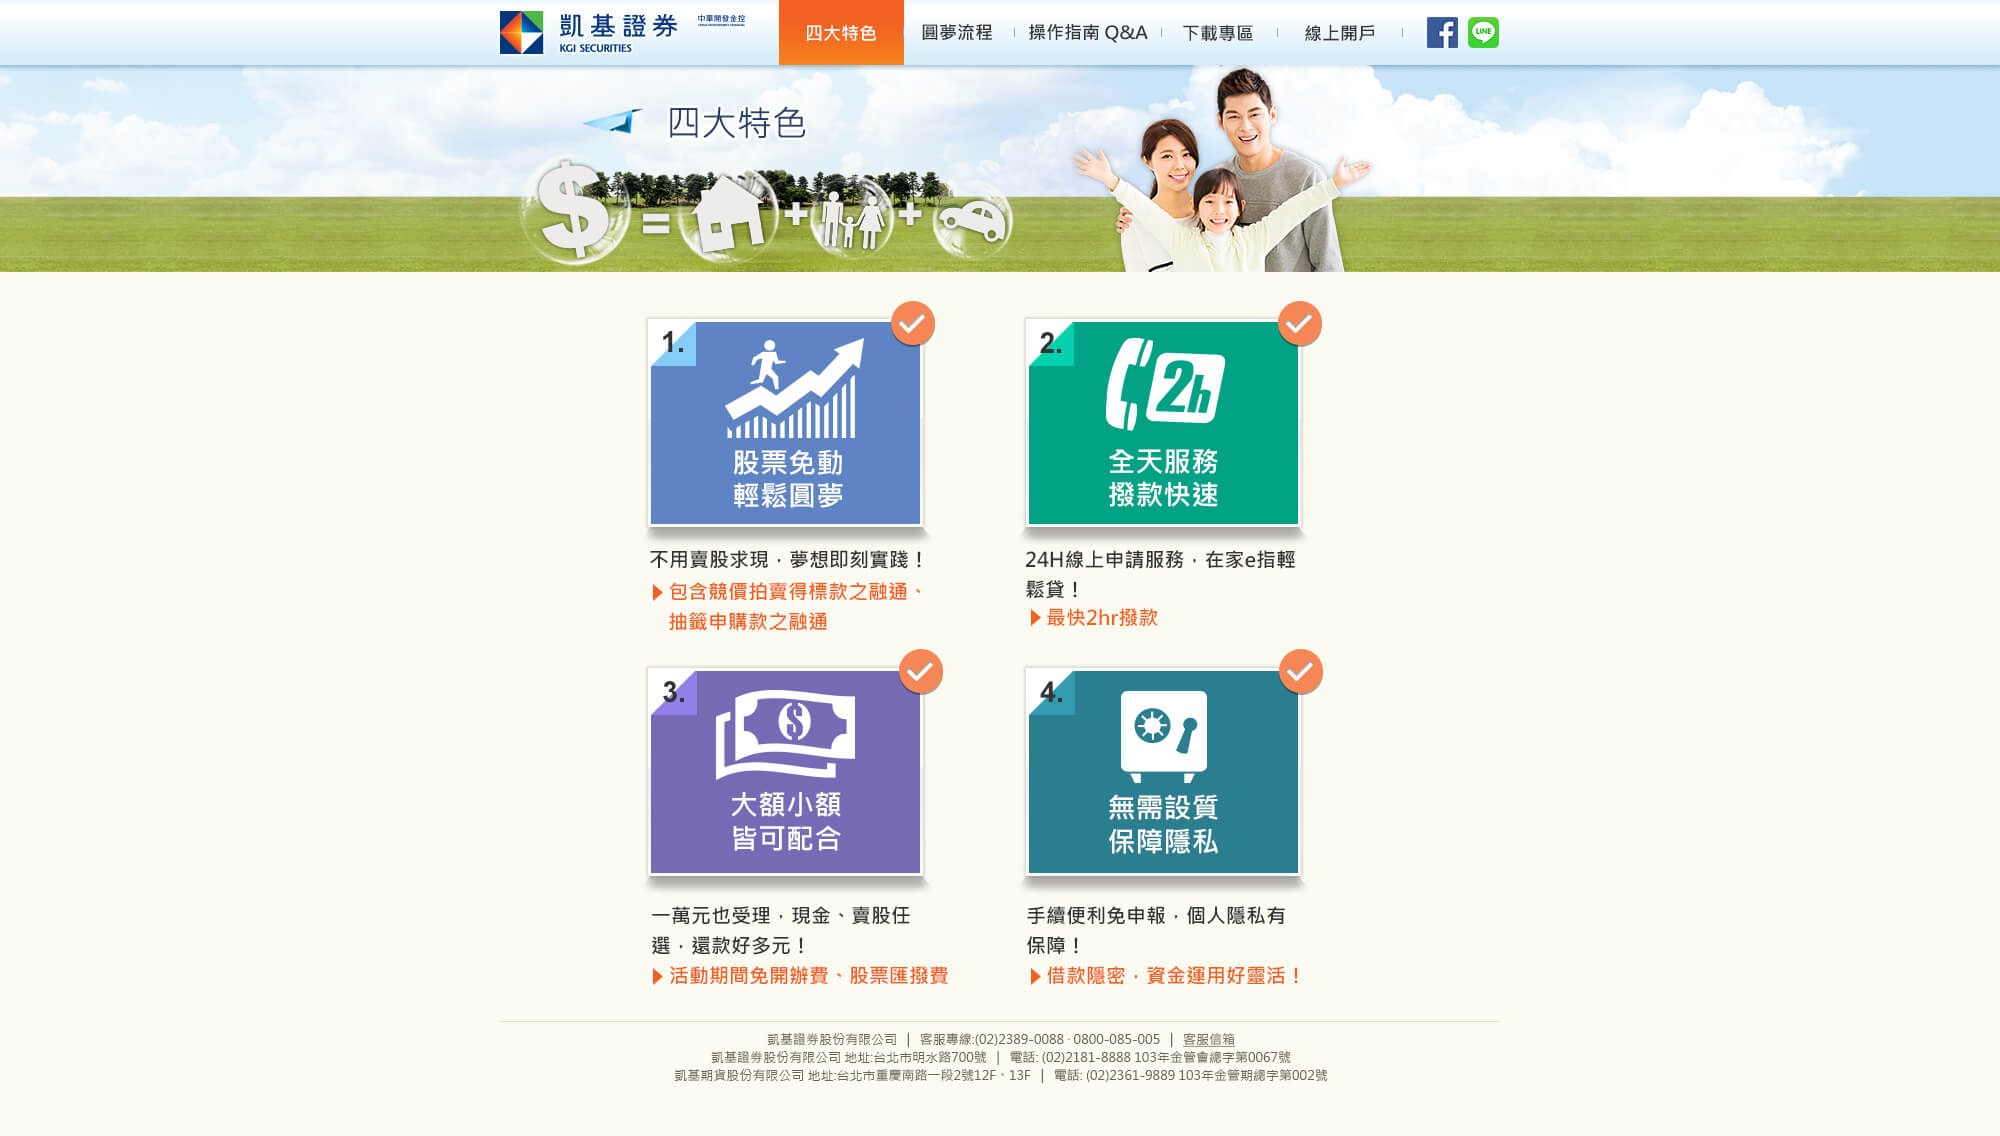 凱基證券
KGI SECURITIES
中華開發金控
四大特色
圓夢流程
操作指南 Q&A
下載專區
線上開戶
LINE
四大特色
$ = + +
1.
股票免動
輕鬆圓夢
不用賣股求現，夢想即刻實踐！
包含競價拍賣得標款之融通、
抽籤申購款之融通
2.
2h
全天服務
撥款快速
24H線上申請服務，在家e指輕
鬆貸！
最快2hr撥款
3.
$
大額小額
皆可配合
一萬元也受理，現金、賣股任
選，還款好多元！
活動期間免開辦費、股票匯撥費
4.
無需設質
保障隱私
手續便利免申報，個人隱私有
保障！
借款隱密，資金運用好靈活！
凱基證券股份有限公司 | 客服專線:(02)2389-0088 · 0800-085-005 | 客服信箱
凱基證券股份有限公司 地址:台北市明水路700號 | 電話: (02)2181-8888 103年金管會總字第0067號
凱基期貨股份有限公司 地址:台北市重慶南路一段2號12F、13F | 電話: (02)2361-9889 103年金管期總字第002號